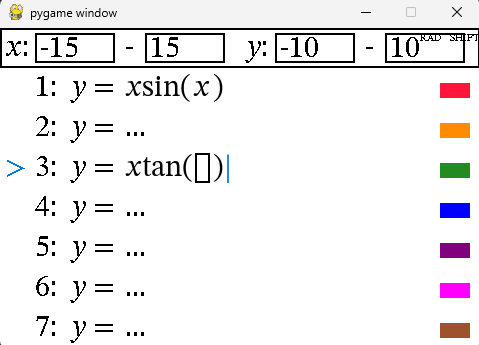 pygame window
x: -15 - 15 y: -10 - 10 RAD SHIFT
1: y = xsin(x)
2: y = ...
> 3: y = xtan(▯)
4: y = ...
5: y = ...
6: y = ...
7: y = ...